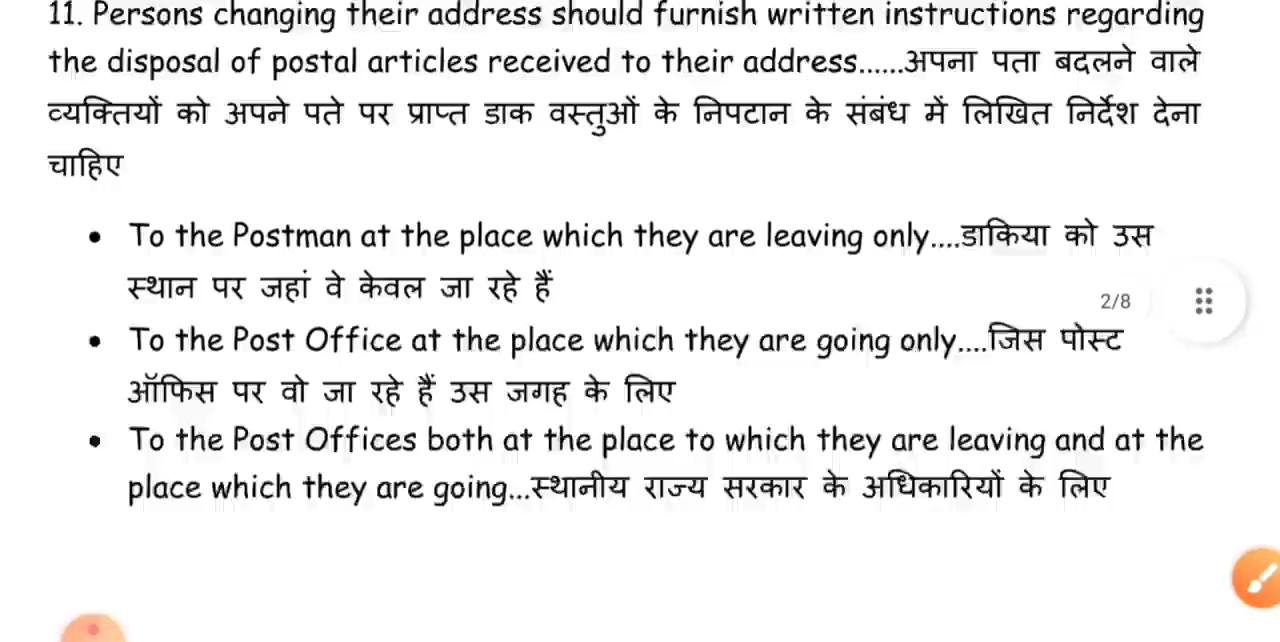 11. Persons changing their address should furnish written instructions regarding
the disposal of postal articles received to their address......अपना पता बदलने वाले
व्यक्तियों को अपने पते पर प्राप्त डाक वस्तुओं के निपटान के संबंध में लिखित निर्देश देना
चाहिए
• To the Postman at the place which they are leaving only....डाकिया को उस
स्थान पर जहां वे केवल जा रहे हैं
2/8
• To the Post Office at the place which they are going only....जिस पोस्ट
ऑफिस पर वो जा रहे हैं उस जगह के लिए
• To the Post Offices both at the place to which they are leaving and at the
place which they are going...स्थानीय राज्य सरकार के अधिकारियों के लिए